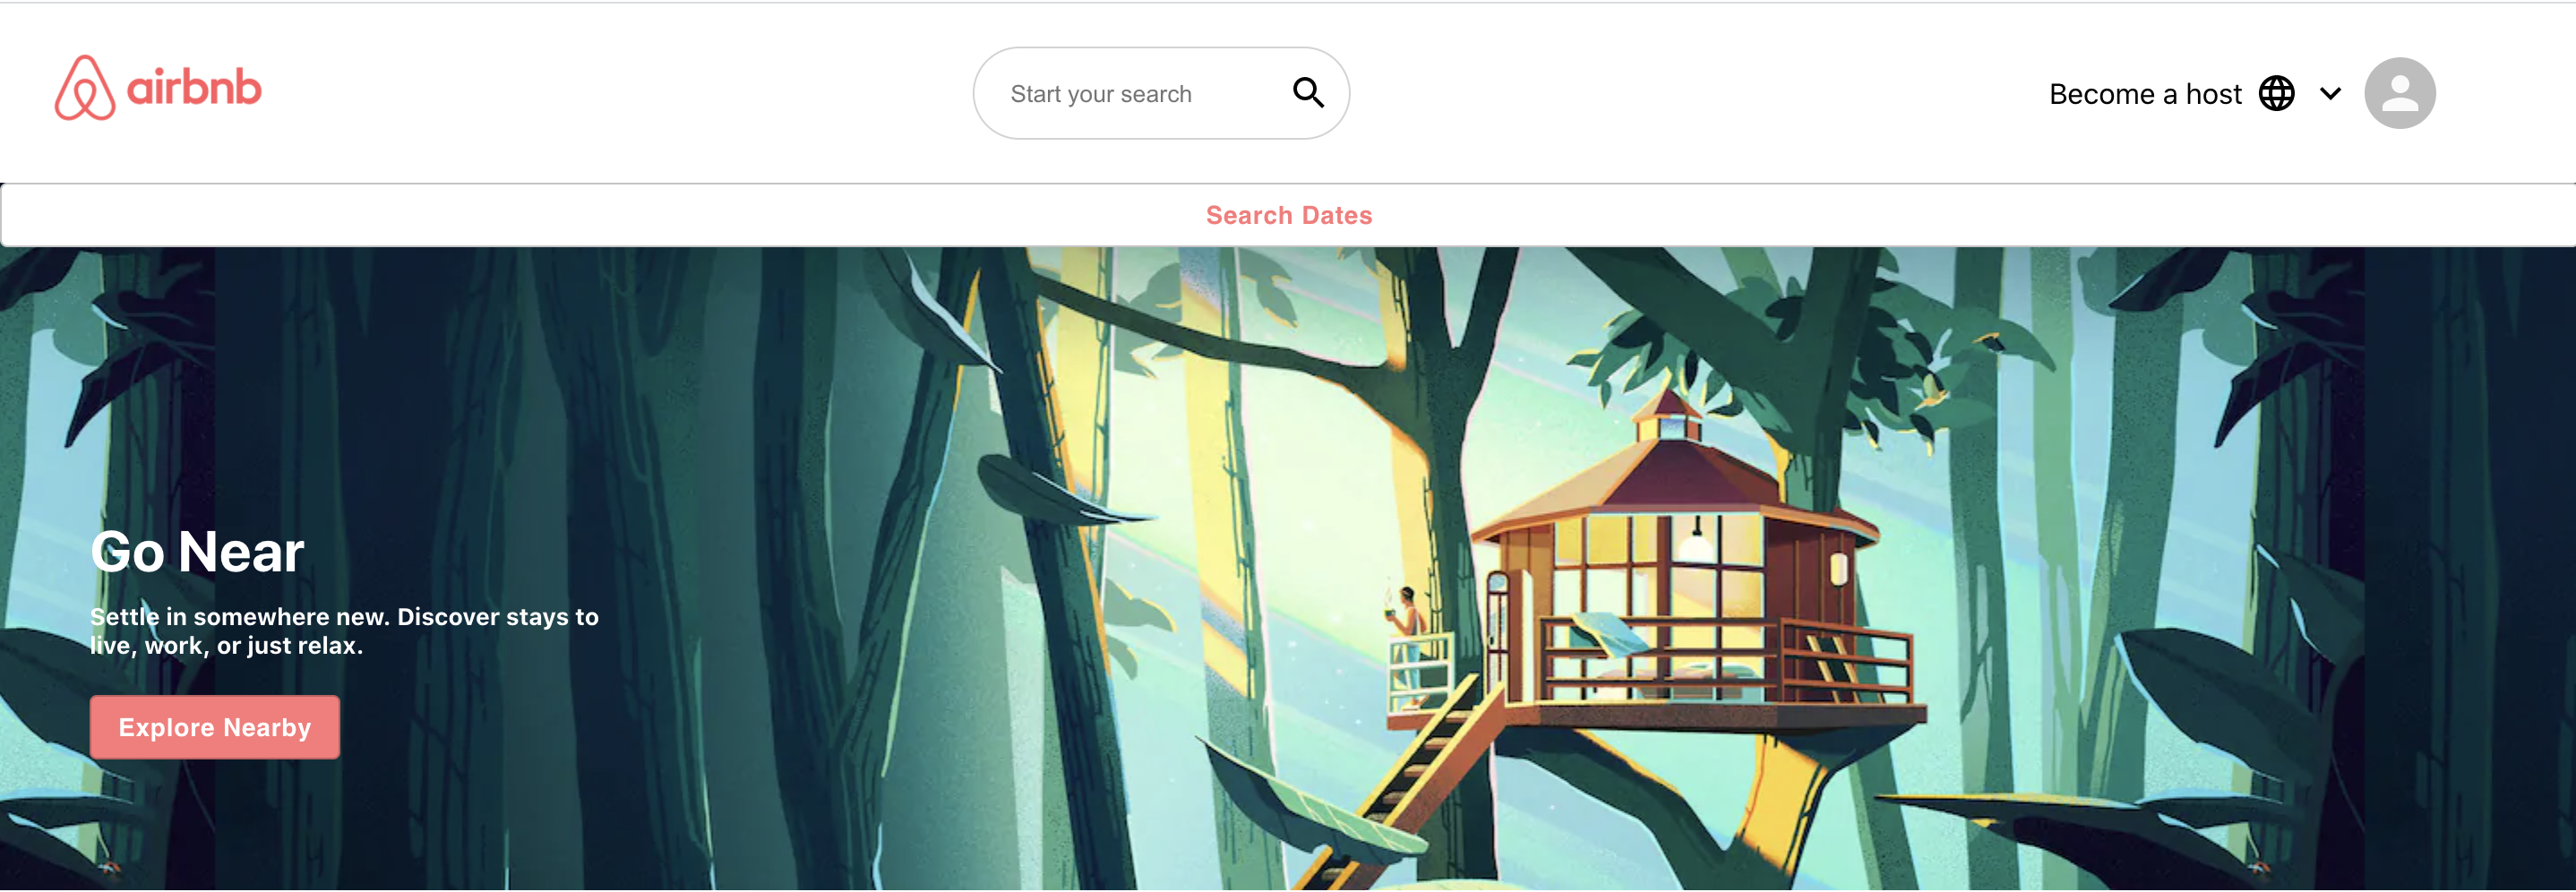 airbnb
Start your search
Become a host
Search Dates
Go Near
Settle in somewhere new. Discover stays to
live, work, or just relax.
Explore Nearby